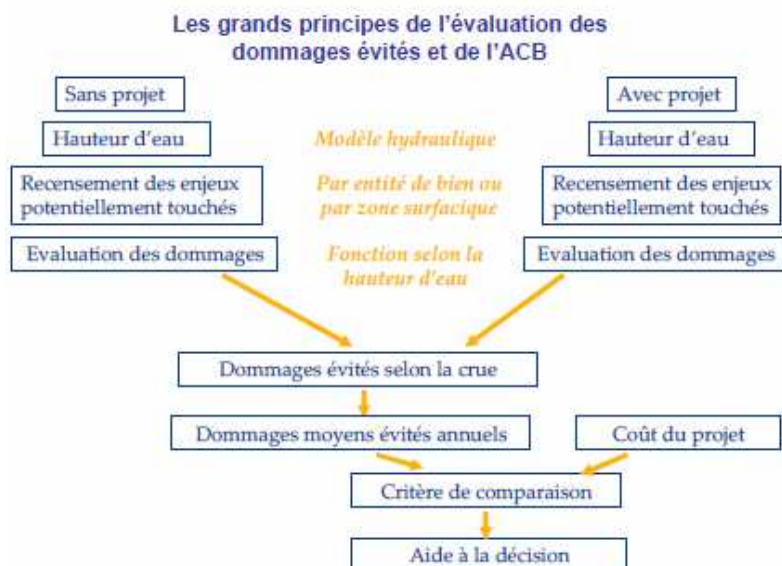 Les grands principes de l'évaluation des
dommages évités et de l'ACB
Sans projet
Avec projet
Hauteur d'eau
Modèle hydraulique
Hauteur d'eau
Recensement des enjeux
potentiellement touchés
Par entité de bien ou
par zone surfacique
Recensement des enjeux
potentiellement touchés
Evaluation des dommages
Fonction selon la
hauteur d'eau
Evaluation des dommages
Dommages évités selon la crue
Dommages moyens évités annuels
Coût du projet
Critère de comparaison
Aide à la décision